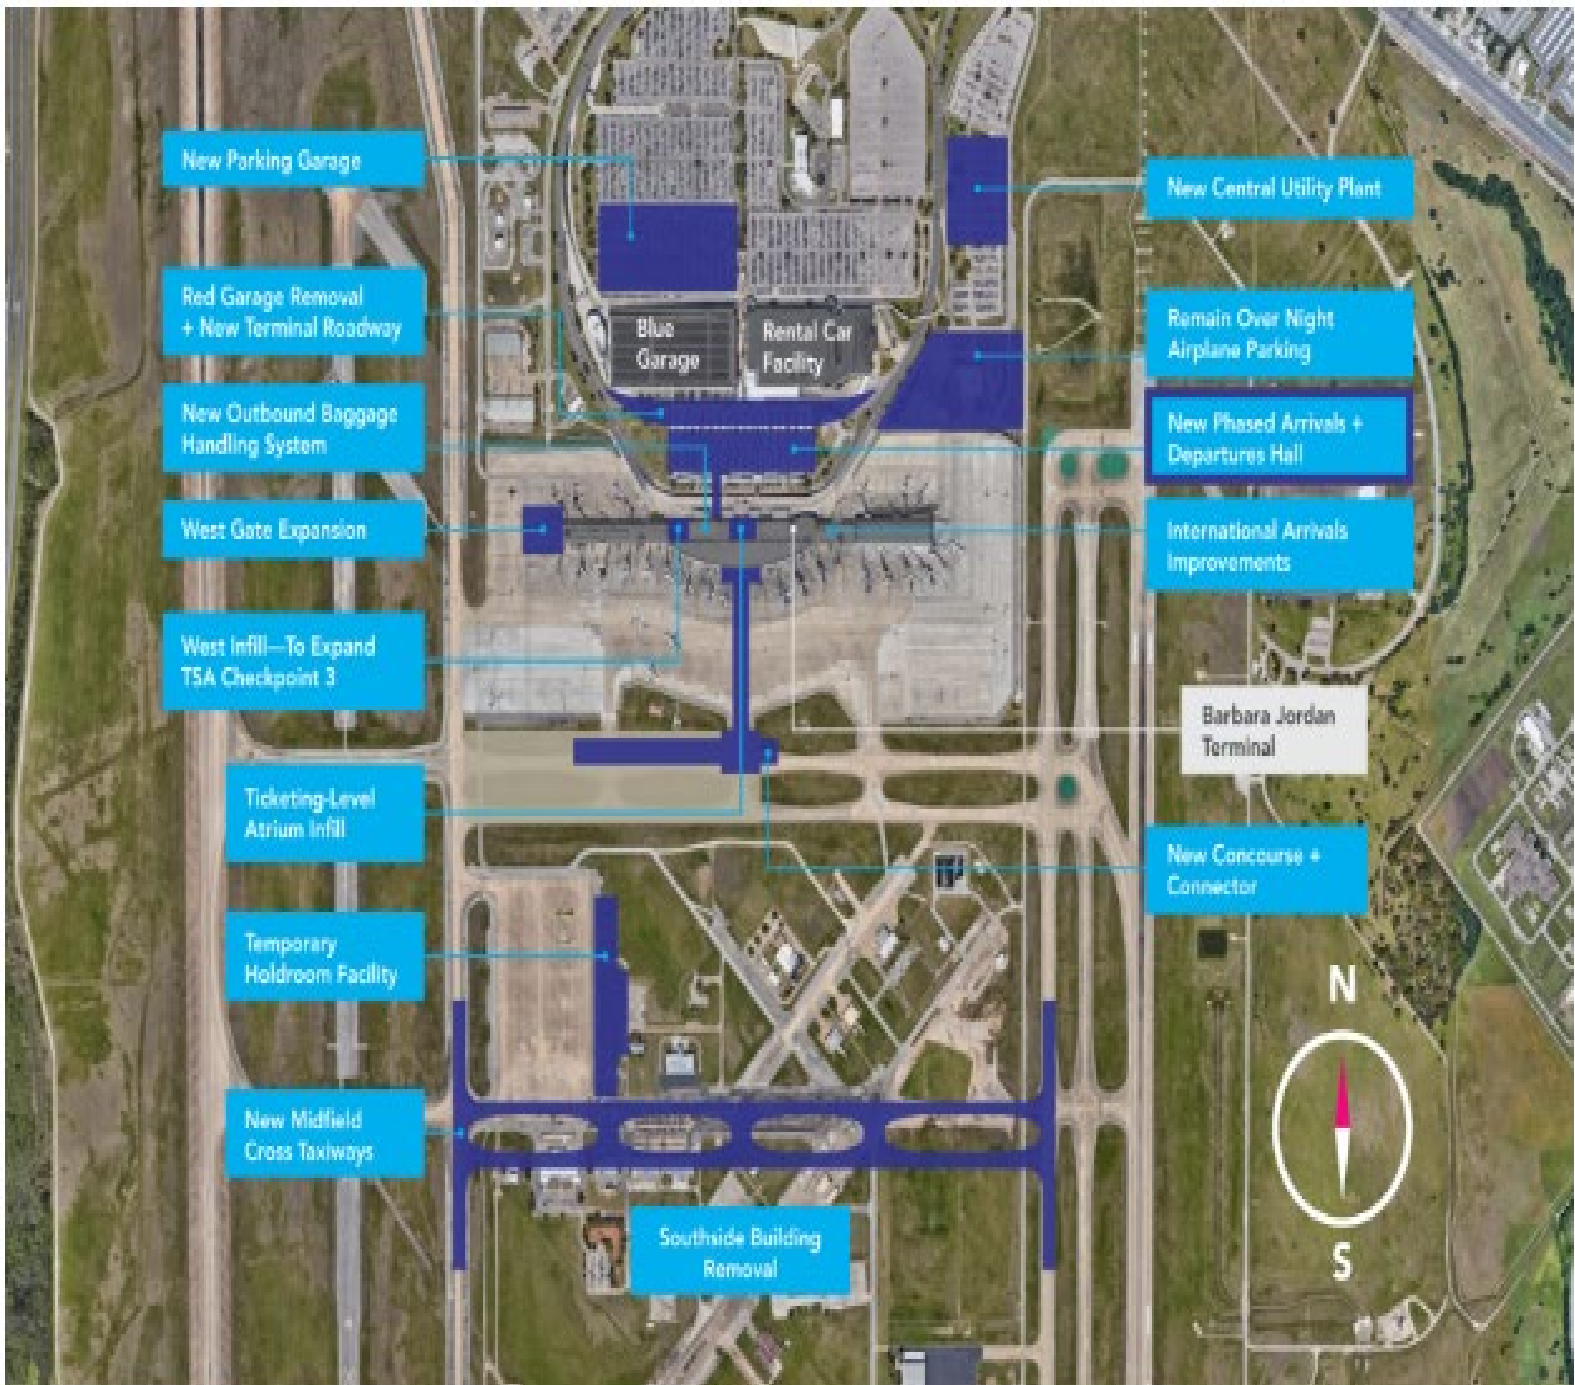 New Parking Garage
New Central Utility Plant
Red Garage Removal
+ New Terminal Roadway
Blue
Garage
Rental Car
Facility
Remain Over Night
Airplane Parking
New Outbound Baggage
Handling System
New Phased Arrivals +
Departures Hall
West Gate Expansion
International Arrivals
Improvements
West Infill—To Expand
TSA Checkpoint 3
Barbara Jordan
Terminal
Ticketing-Level
Atrium Infill
New Concourse +
Connector
Temporary
Holdroom Facility
N
S
New Midfield
Cross Taxiways
Southside Building
Removal